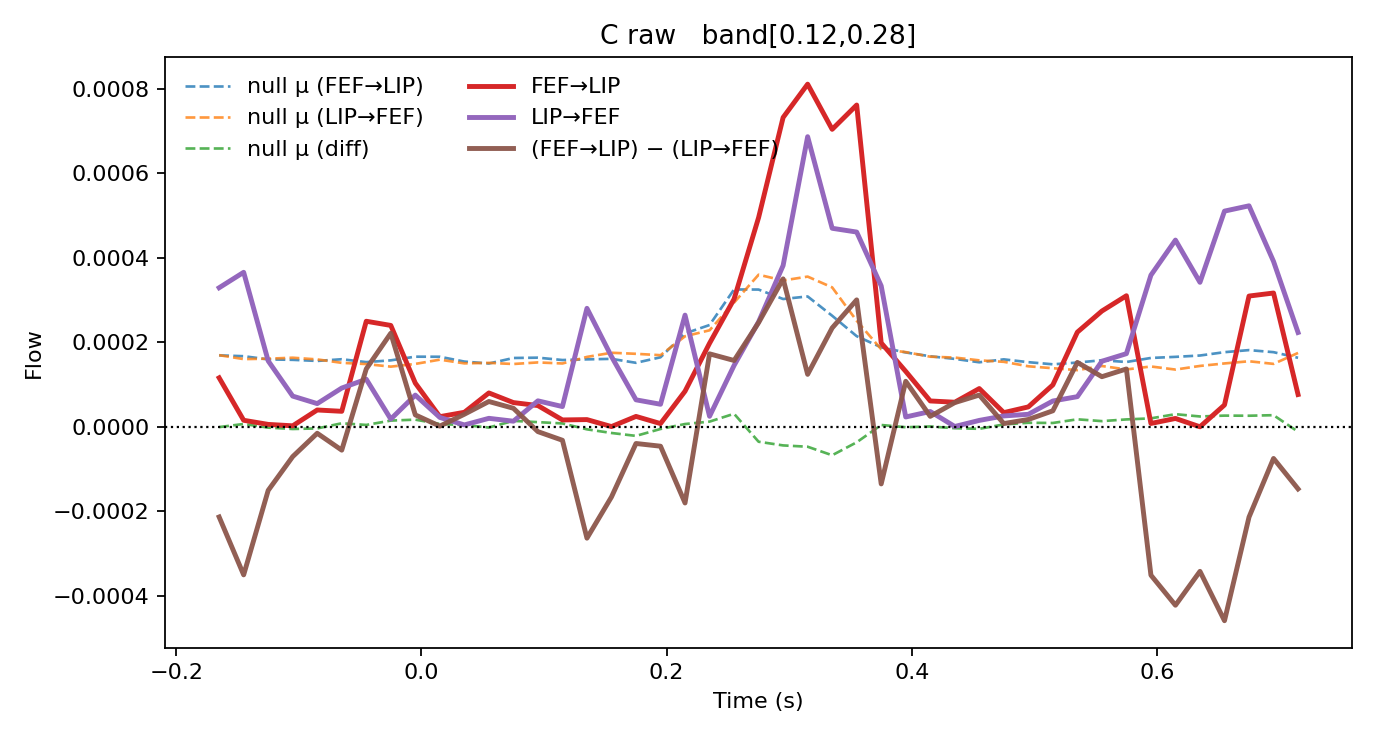 C raw   band[0.12,0.28]
null μ (FEF→LIP)
null μ (LIP→FEF)
null μ (diff)
FEF→LIP
LIP→FEF
(FEF→LIP) − (LIP→FEF)
Flow
0.0008
0.0006
0.0004
0.0002
0.0000
−0.0002
−0.0004
−0.2
0.0
0.2
0.4
0.6
Time (s)